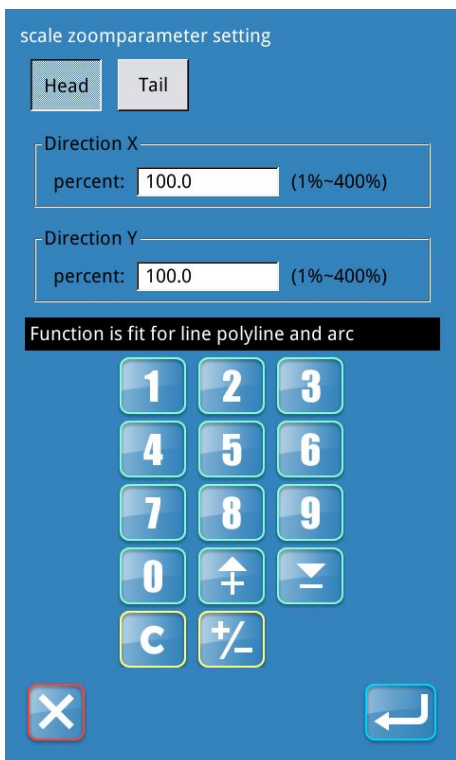 scale zoomparameter setting
Head Tail
Direction X
percent: 100.0 (1%~400%)
Direction Y
percent: 100.0 (1%~400%)
Function is fit for line polyline and arc
1 2 3
4 5 6
7 8 9
0 + −
C +/−